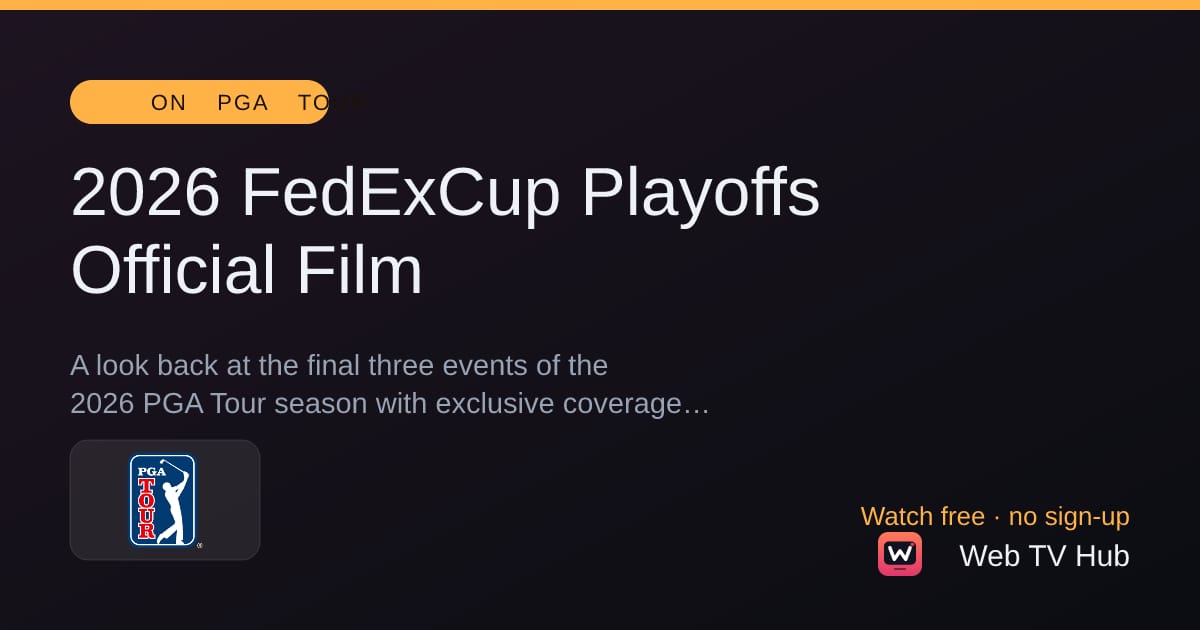 ON PGA TOUR
2026 FedExCup Playoffs
Official Film
A look back at the final three events of the
2026 PGA Tour season with exclusive coverage…
PGA
TOUR
®
Watch free · no sign-up
W
Web TV Hub